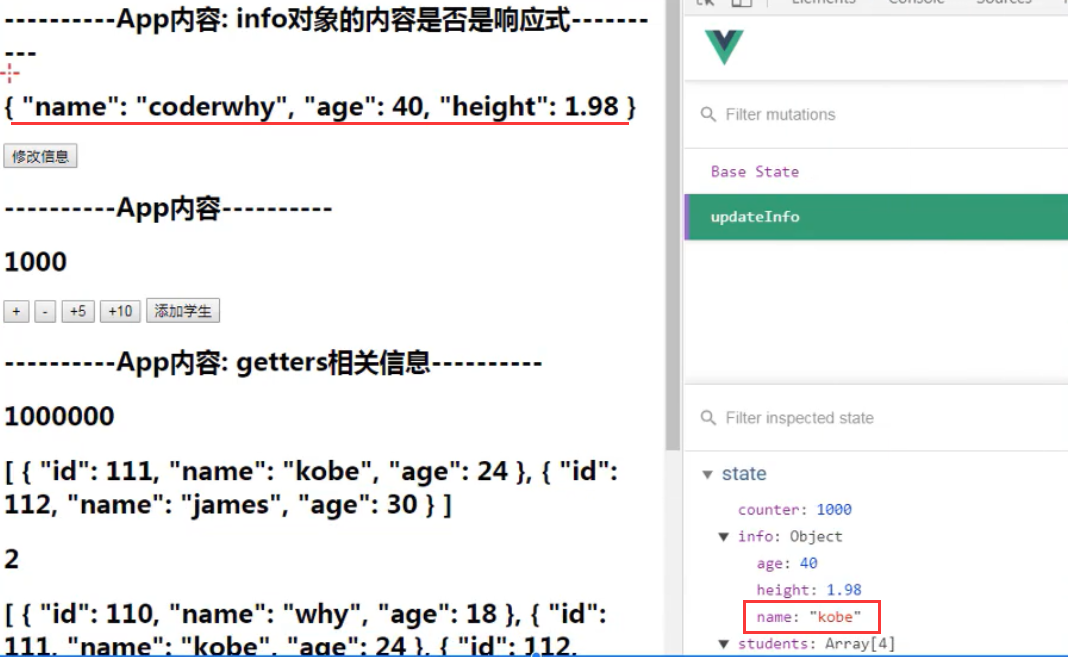 ----------App内容: info对象的内容是否是响应式-------
---
{ "name": "coderwhy", "age": 40, "height": 1.98 }
修改信息
----------App内容----------
1000
+ - +5 +10 添加学生
----------App内容: getters相关信息----------
1000000
[ { "id": 111, "name": "kobe", "age": 24 }, { "id":
112, "name": "james", "age": 30 } ]
2
[ { "id": 110, "name": "why", "age": 18 }, { "id":
111, "name": "kobe", "age": 24 }, { "id": 112,
Elements Console Sources
Filter mutations
Base State
updateInfo
Filter inspected state
state
counter: 1000
info: Object
age: 40
height: 1.98
name: "kobe"
students: Array[4]